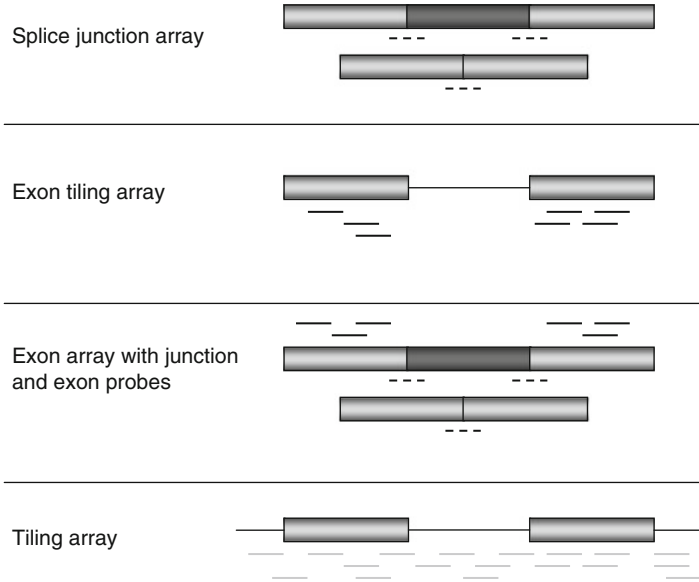 Splice junction array
Exon tiling array
Exon array with junction
and exon probes
Tiling array